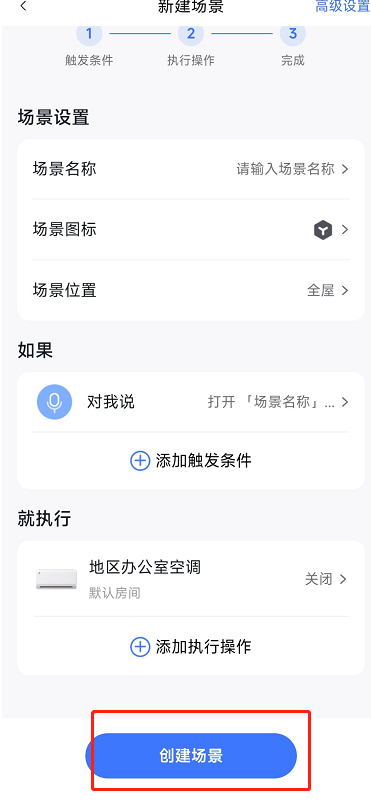 新建场景
高级设置
1
2
3
触发条件
执行操作
完成
场景设置
场景名称
请输入场景名称
场景图标
场景位置
全屋
如果
对我说
打开「场景名称」...
添加触发条件
就执行
地区办公室空调
默认房间
关闭
添加执行操作
创建场景